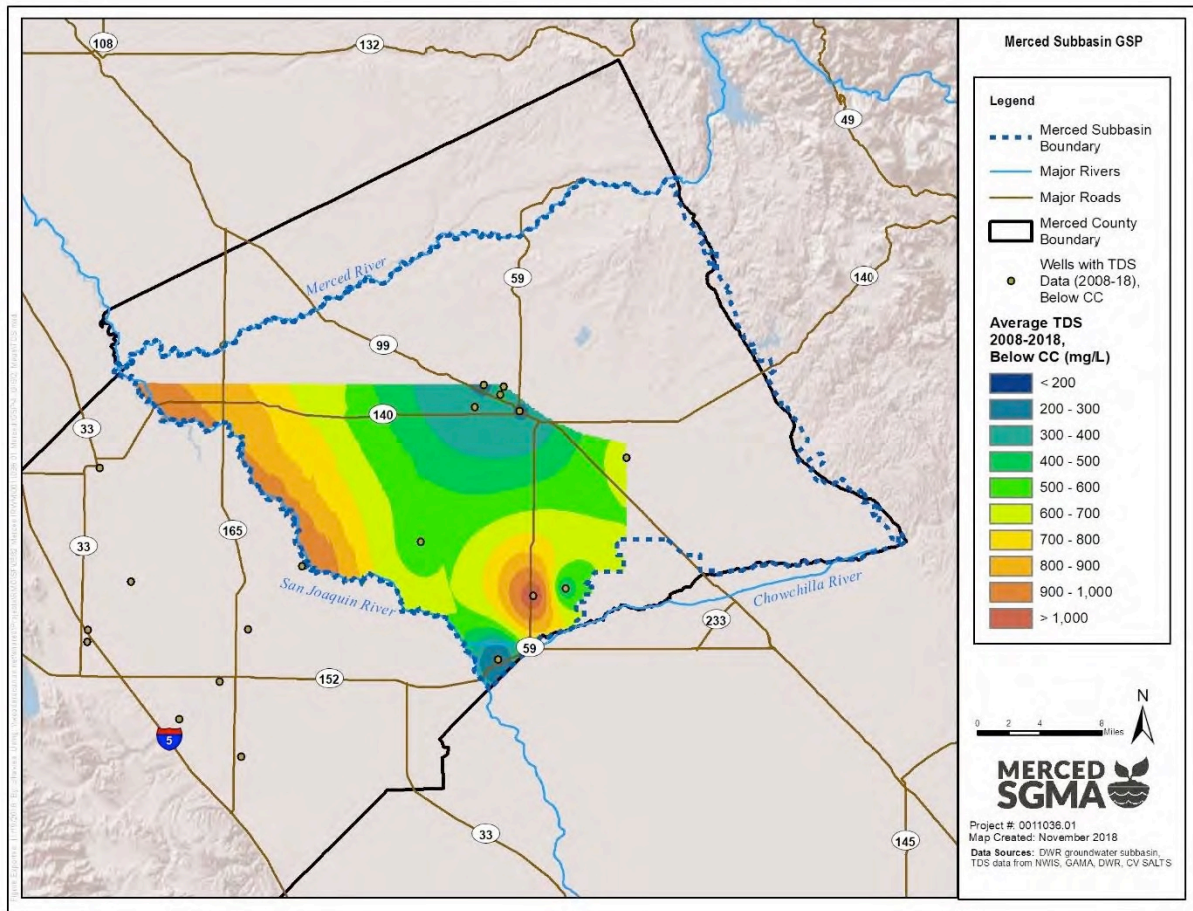 Merced Subbasin GSP
Legend
Merced Subbasin
Boundary
Major Rivers
Major Roads
Merced County
Boundary
Wells with TDS
Data (2008-18),
Below CC
Average TDS
2008-2018,
Below CC (mg/L)
< 200
200 - 300
300 - 400
400 - 500
500 - 600
600 - 700
700 - 800
800 - 900
900 - 1,000
> 1,000
N
0 2 4 8
Miles
MERCED
SGMA
Project #: 0011036.01
Map Created: November 2018
Data Sources: DWR groundwater subbasin,
TDS data from NWIS, GAMA, DWR, CV SALTS
108
132
49
Merced River
59
140
99
140
33
165
33
San Joaquin River
Chowchilla River
233
59
152
5
33
145